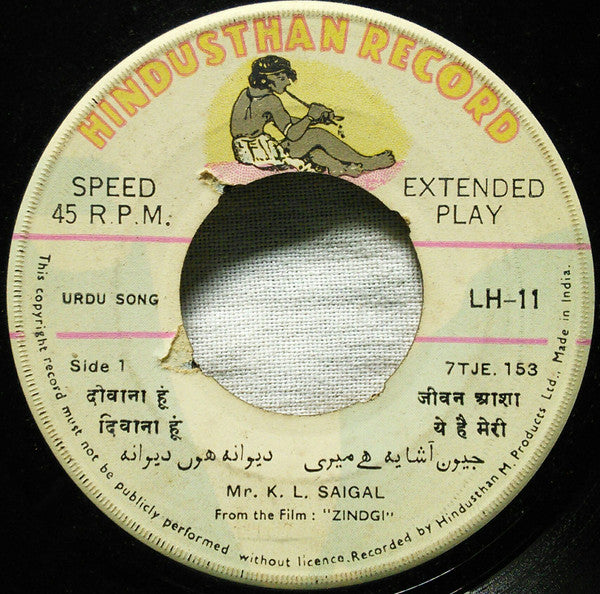 HINDUSTHAN RECORD
SPEED
45 R.P.M.
EXTENDED
PLAY
URDU SONG
LH-11
Side 1
7TJE. 153
दीवाना हूं
दिवाना हूं
जीवन आशा
ये है मेरी
جیون آشا یہ ہے میری
دیوانہ ہوں دیوانہ
Mr. K. L. SAIGAL
From the Film : "ZINDGI"
This copyright record must not be publicly performed without licence. Recorded by Hindusthan M. Products Ltd., Made in India.